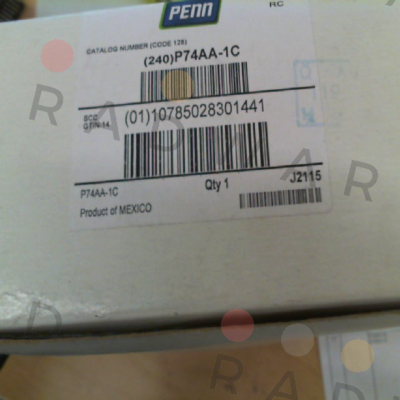 PENN
RC
CATALOG NUMBER (CODE 128)
(240)P74AA-1C
SCC
GTIN-14
(01)10785028301441
P74AA-1C
Qty 1
J2115
Product of MEXICO
RADWAR